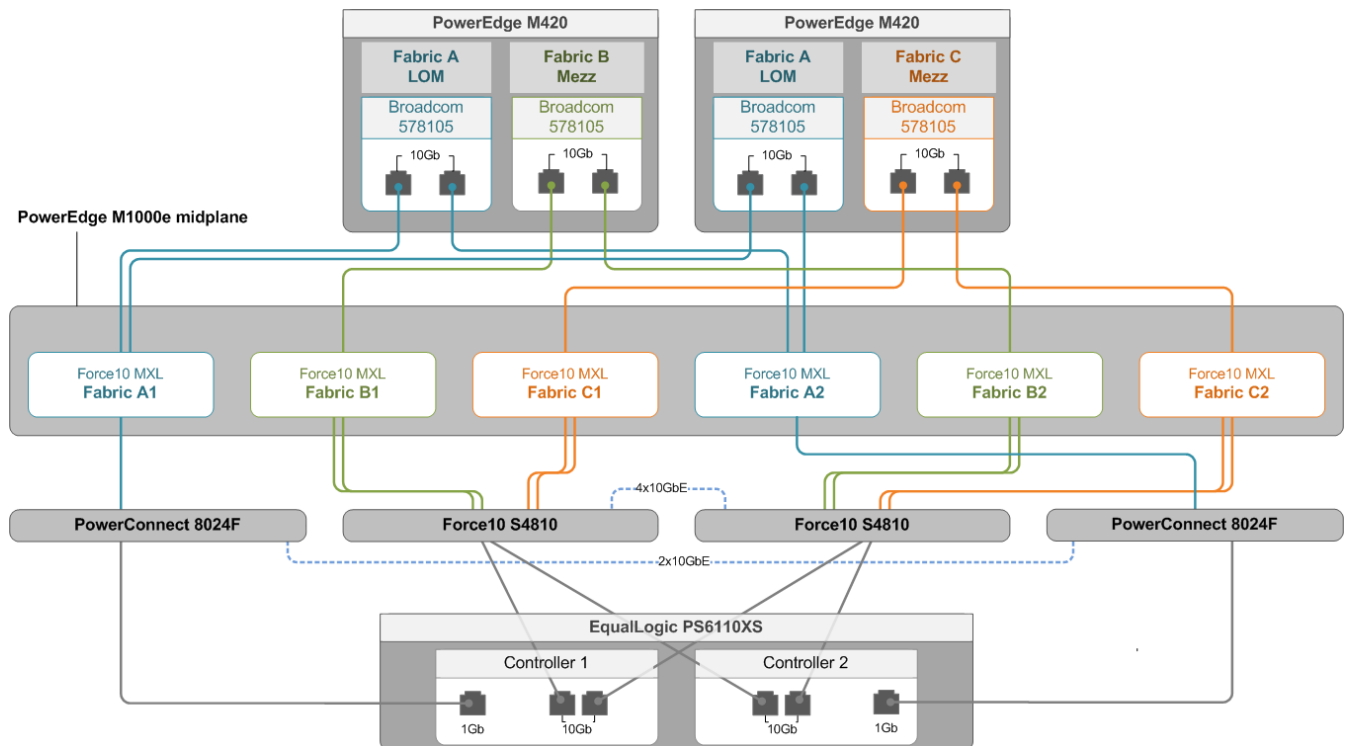 PowerEdge M420
PowerEdge M420
Fabric A
LOM
Fabric B
Mezz
Fabric A
LOM
Fabric C
Mezz
Broadcom
578105
Broadcom
578105
Broadcom
578105
Broadcom
578105
10Gb
10Gb
10Gb
10Gb
PowerEdge M1000e midplane
Force10 MXL
Fabric A1
Force10 MXL
Fabric B1
Force10 MXL
Fabric C1
Force10 MXL
Fabric A2
Force10 MXL
Fabric B2
Force10 MXL
Fabric C2
4x10GbE
PowerConnect 8024F
Force10 S4810
Force10 S4810
PowerConnect 8024F
2x10GbE
EqualLogic PS6110XS
Controller 1
Controller 2
1Gb
10Gb
10Gb
1Gb